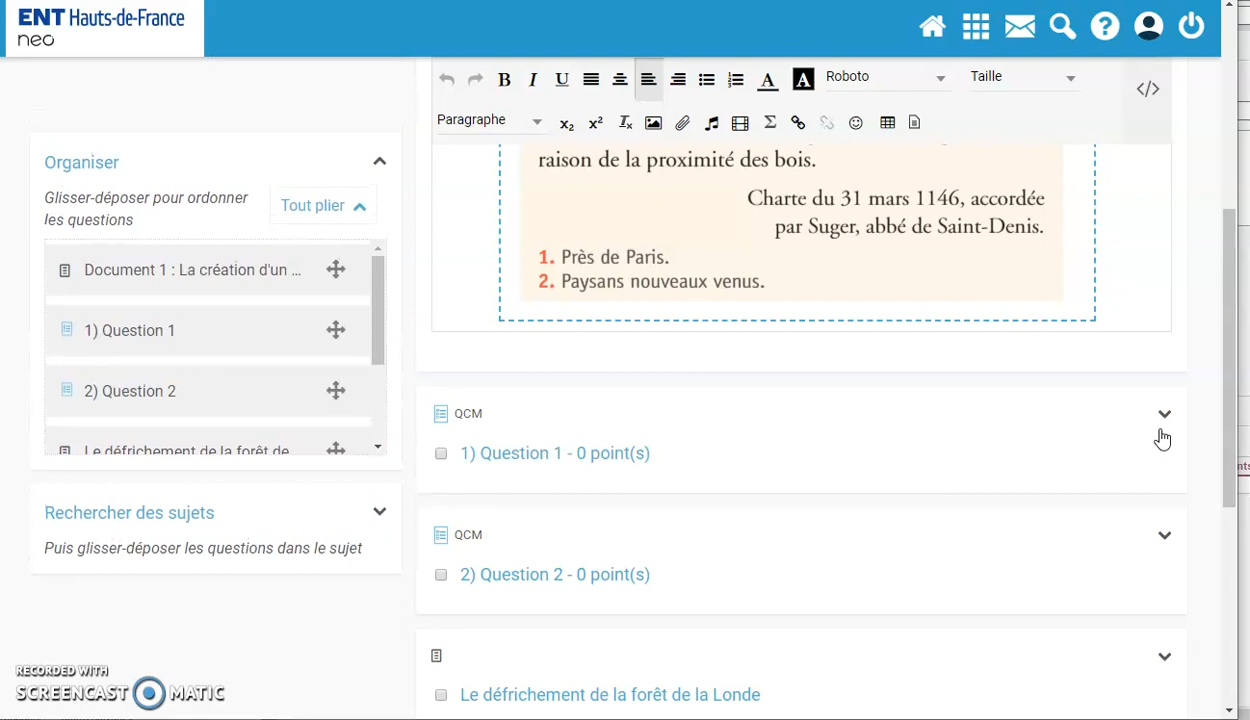 ENT Hauts-de-France
neo
B I U A A Roboto Taille </>
Paragraphe x₂ x² Tx Σ
Organiser
Glisser-déposer pour ordonner
les questions
Tout plier
Document 1 : La création d'un ...
1) Question 1
2) Question 2
Le défrichement de la forêt de
Rechercher des sujets
Puis glisser-déposer les questions dans le sujet
raison de la proximité des bois.
Charte du 31 mars 1146, accordée
par Suger, abbé de Saint-Denis.
1. Près de Paris.
2. Paysans nouveaux venus.
QCM
1) Question 1 - 0 point(s)
QCM
2) Question 2 - 0 point(s)
Le défrichement de la forêt de la Londe
nts
RECORDED WITH
SCREENCAST MATIC